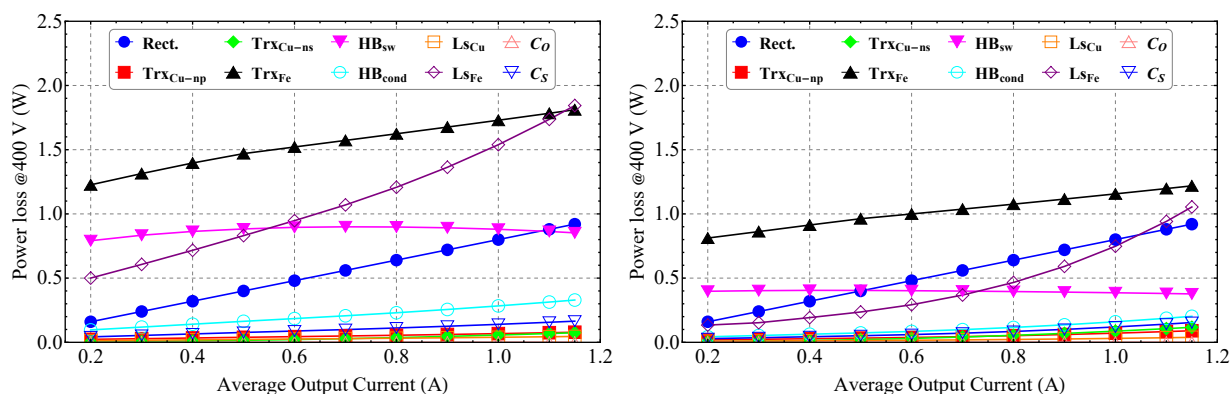 Power loss @400 V (W)
2.5
2.0
1.5
1.0
0.5
0.0
Rect. Trx_Cu−ns HB_sw Ls_Cu C_O
Trx_Cu−np Trx_Fe HB_cond Ls_Fe C_S
0.2 0.4 0.6 0.8 1.0 1.2
Average Output Current (A)
Power loss @400 V (W)
2.5
2.0
1.5
1.0
0.5
0.0
Rect. Trx_Cu−ns HB_sw Ls_Cu C_O
Trx_Cu−np Trx_Fe HB_cond Ls_Fe C_S
0.2 0.4 0.6 0.8 1.0 1.2
Average Output Current (A)